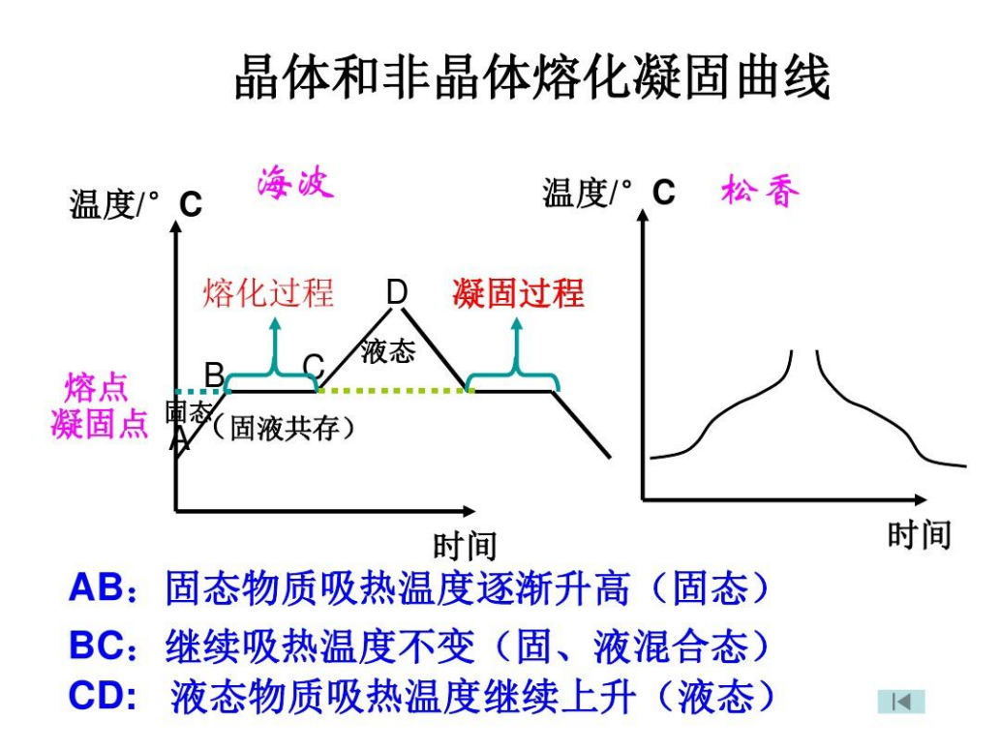 晶体和非晶体熔化凝固曲线
海波
松香
温度/°C
温度/°C
熔化过程
D
凝固过程
液态
B
C
熔点
凝固点
固态
A
（固液共存）
时间
时间
AB：固态物质吸热温度逐渐升高（固态）
BC：继续吸热温度不变（固、液混合态）
CD: 液态物质吸热温度继续上升（液态）